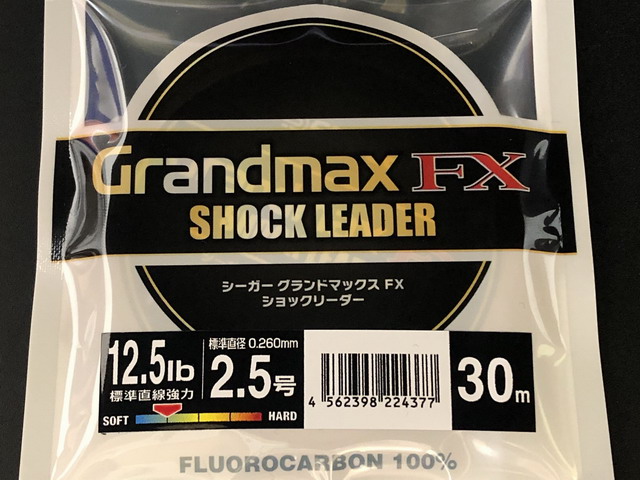 Grandmax FX
SHOCK LEADER
シーガー グランドマックス FX
ショックリーダー
12.5lb
標準直線強力
標準直径 0.260mm
2.5号
SOFT HARD
4 562398 224377
30m
FLUOROCARBON 100%